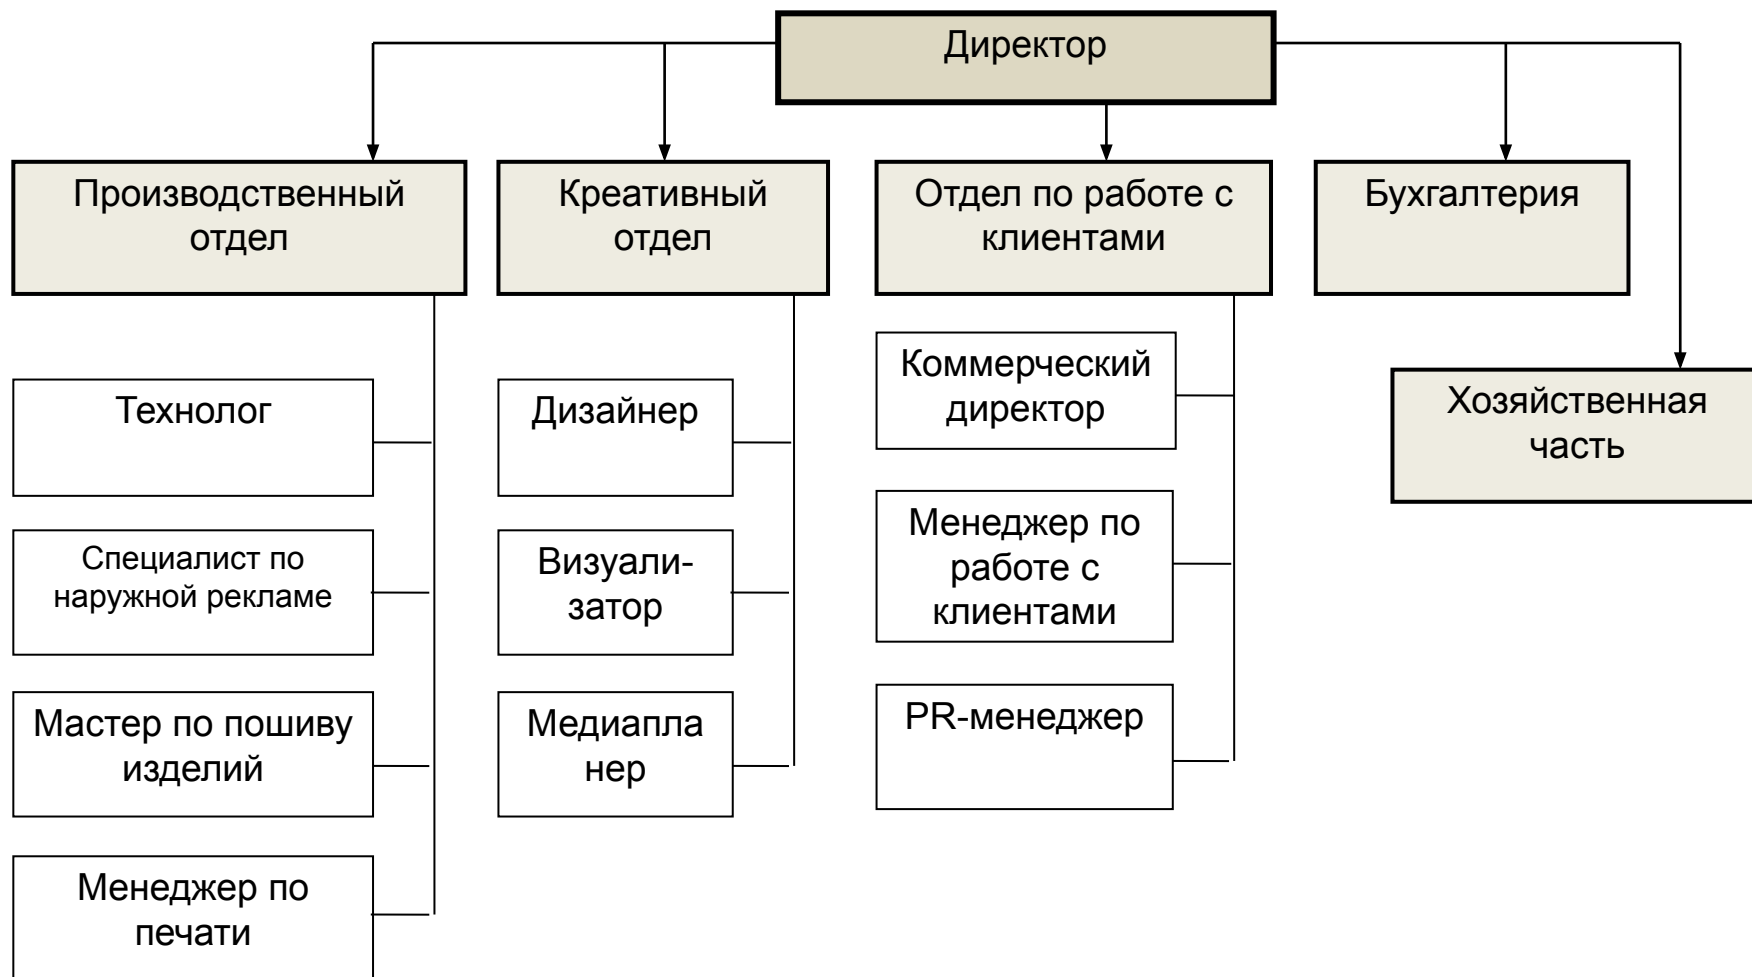 Директор
Производственный
отдел
Креативный
отдел
Отдел по работе с
клиентами
Бухгалтерия
Хозяйственная
часть
Технолог
Специалист по
наружной рекламе
Мастер по пошиву
изделий
Менеджер по
печати
Дизайнер
Визуали-
затор
Медиапла
нер
Коммерческий
директор
Менеджер по
работе с
клиентами
PR-менеджер